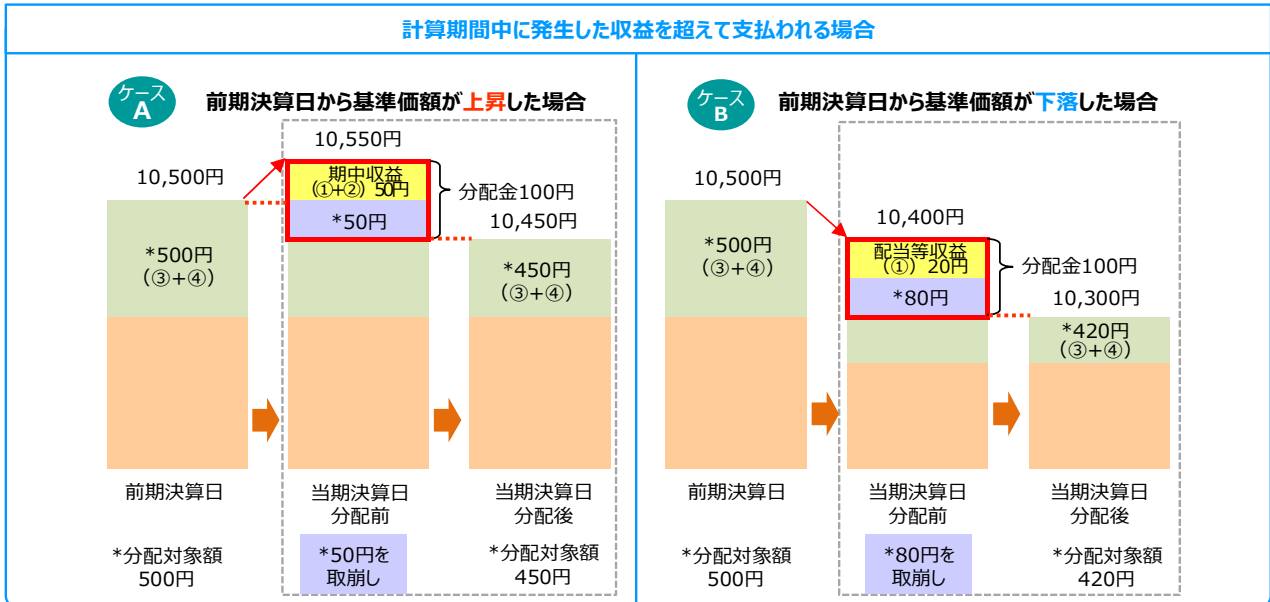 計算期間中に発生した収益を超えて支払われる場合
ケース
A
前期決算日から基準価額が上昇した場合
10,550円
10,500円
期中収益
(①+②) 50円
*50円
分配金100円
10,450円
*500円
(③+④)
*450円
(③+④)
前期決算日
当期決算日
分配前
当期決算日
分配後
*分配対象額
500円
*50円を
取崩し
*分配対象額
450円
ケース
B
前期決算日から基準価額が下落した場合
10,500円
10,400円
配当等収益
(①) 20円
*80円
分配金100円
10,300円
*500円
(③+④)
*420円
(③+④)
前期決算日
当期決算日
分配前
当期決算日
分配後
*分配対象額
500円
*80円を
取崩し
*分配対象額
420円